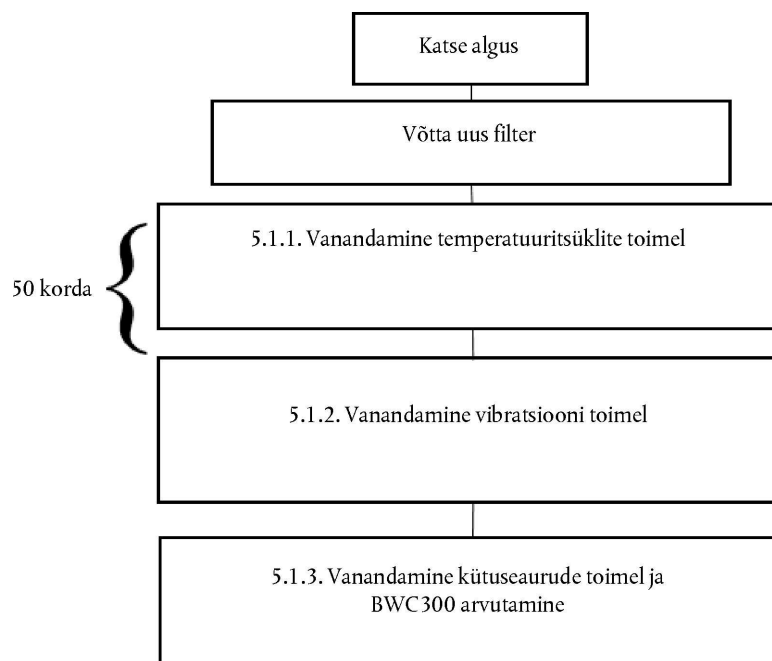 Katse algus
Võtta uus filter
5.1.1. Vanandamine temperatuuritsüklite toimel
50 korda
5.1.2. Vanandamine vibratsiooni toimel
5.1.3. Vanandamine kütuseaurude toimel ja
BWC300 arvutamine